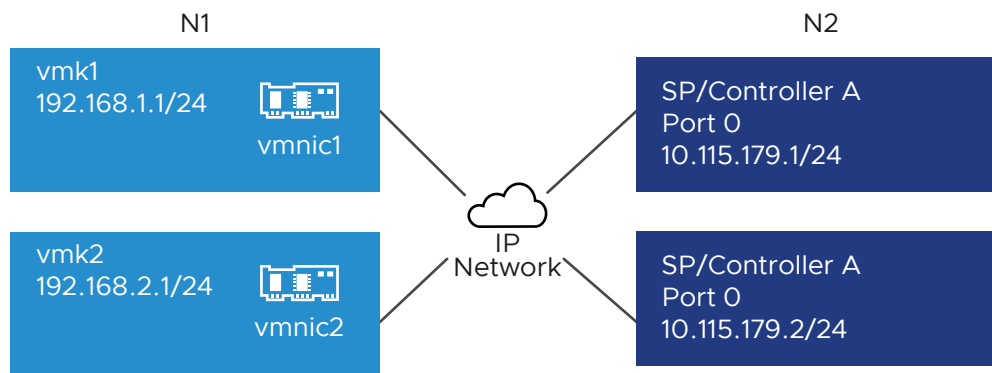 N1
N2
vmk1
192.168.1.1/24
vmnic1
SP/Controller A
Port 0
10.115.179.1/24
IP
Network
vmk2
192.168.2.1/24
vmnic2
SP/Controller A
Port 0
10.115.179.2/24